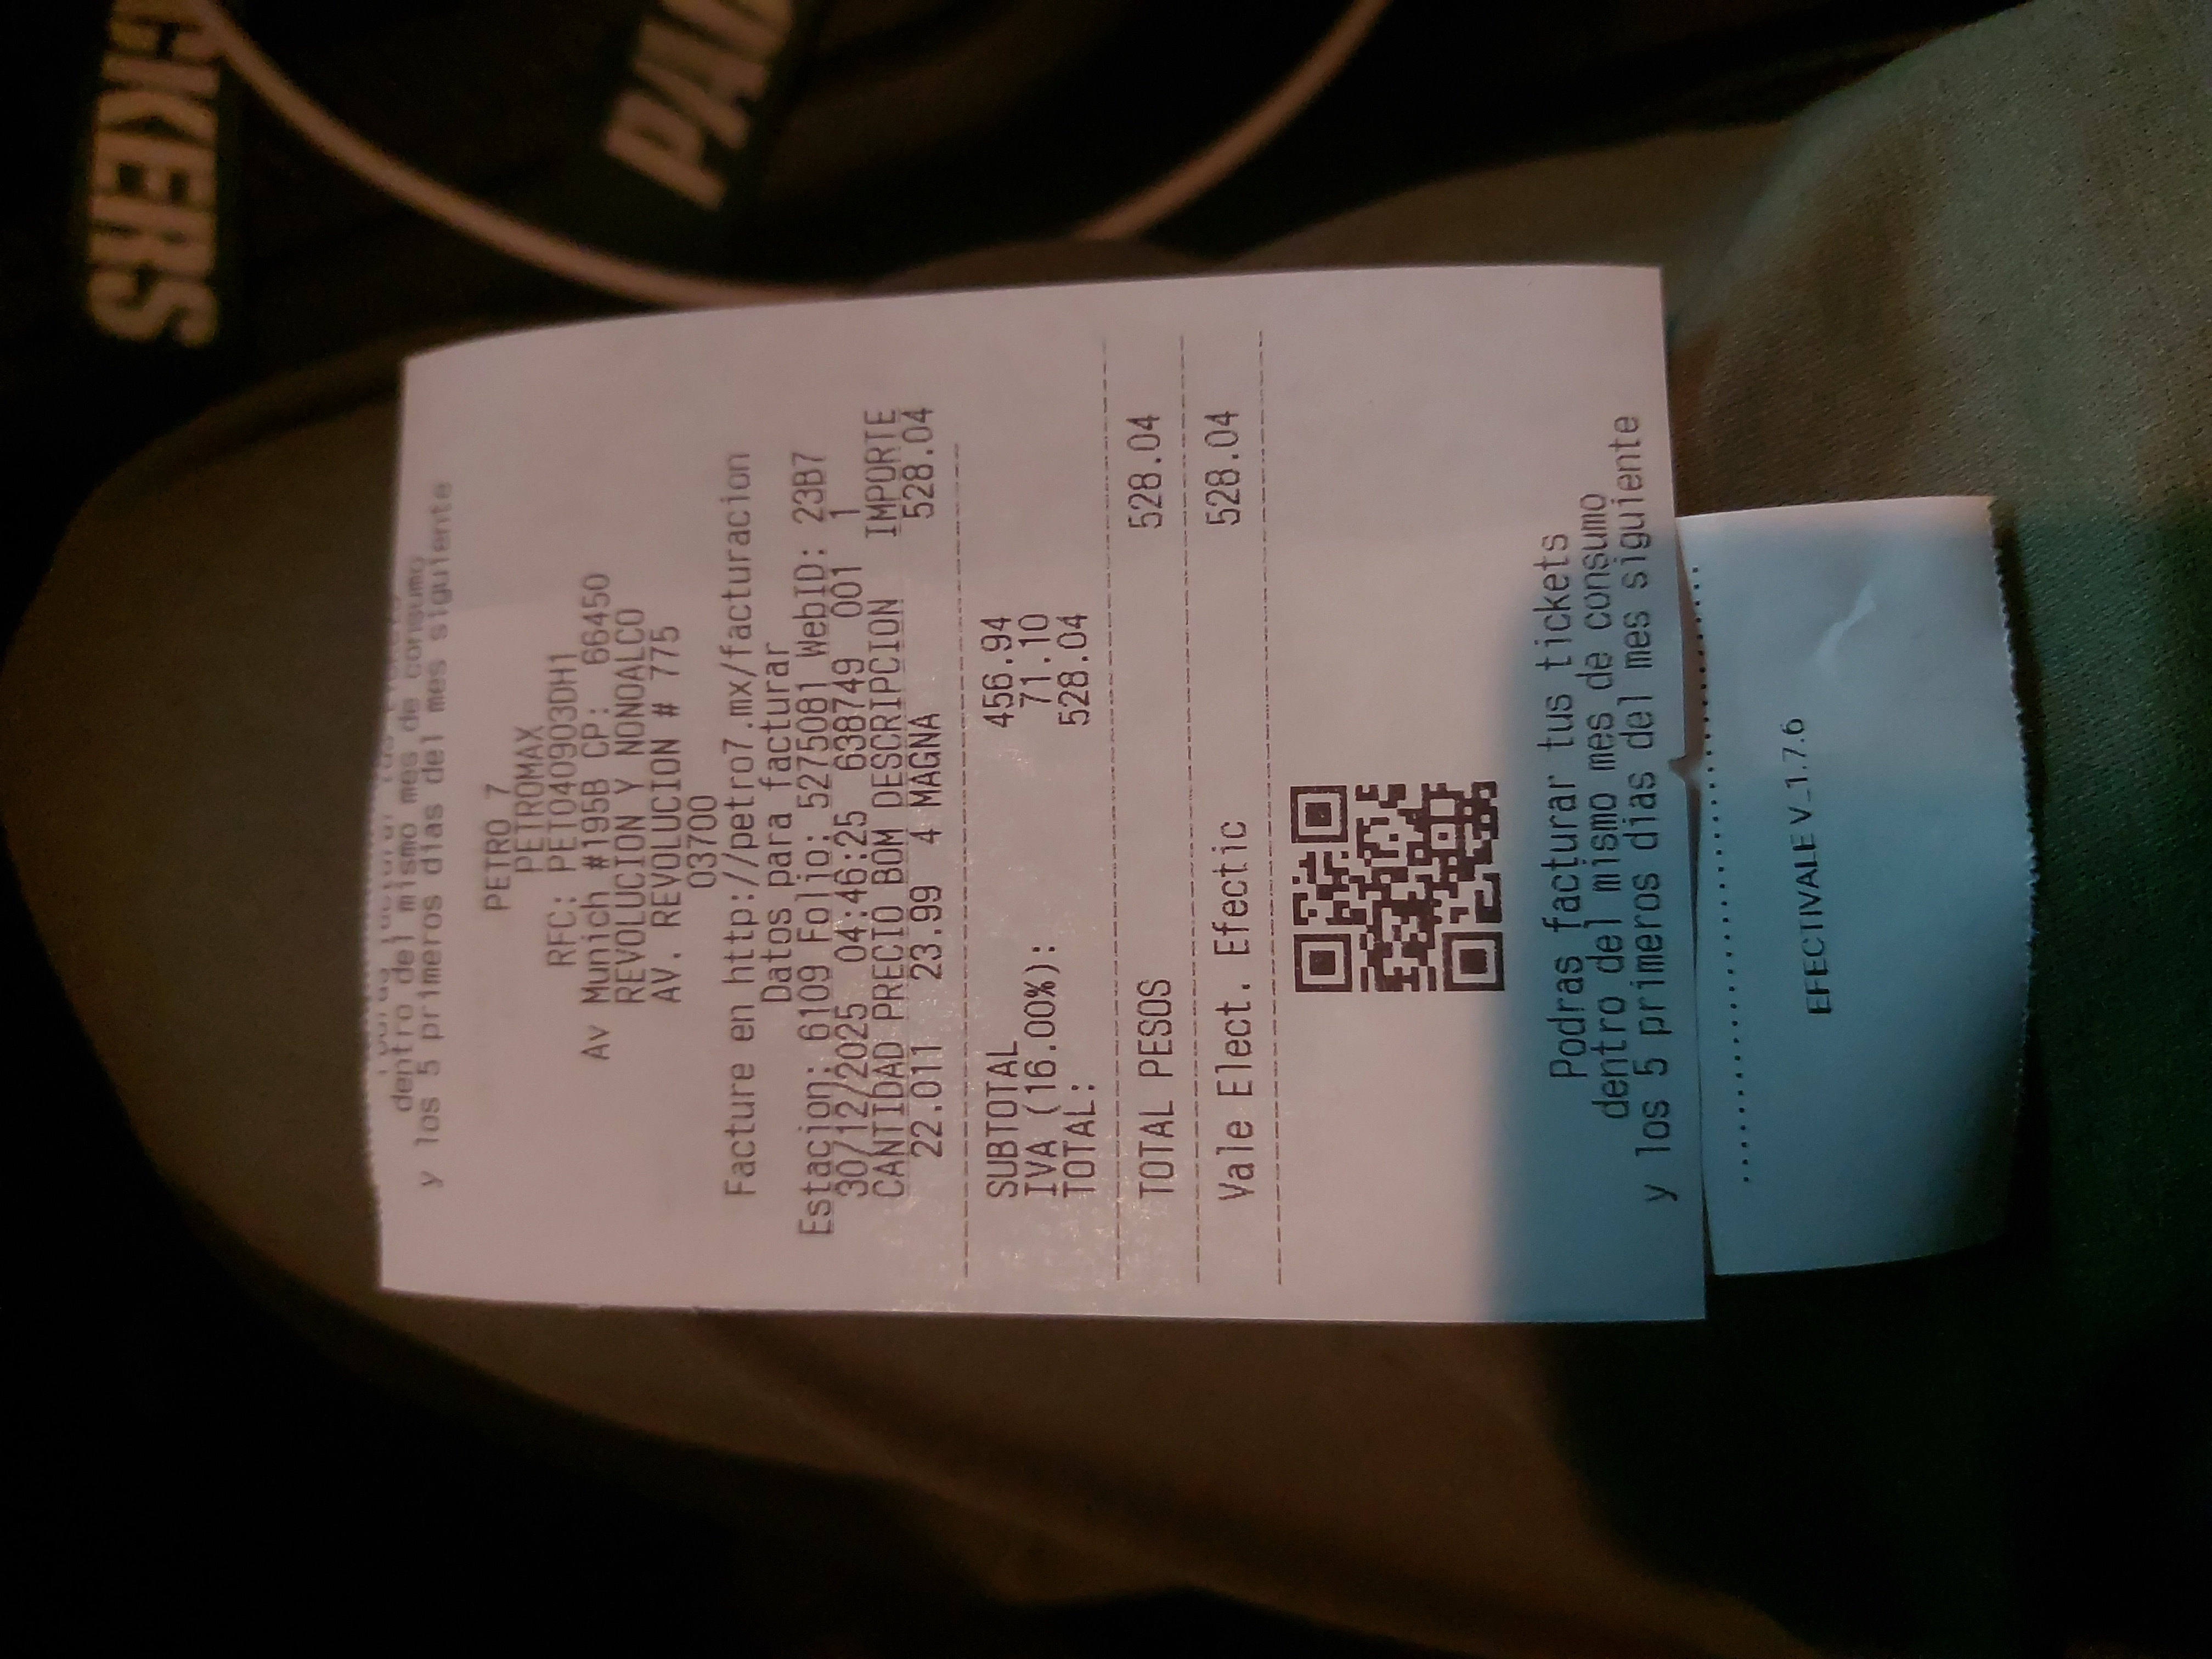 dentro del mismo mes de consumo
y los 5 primeros dias del mes siguiente
PETRO 7
PETROMAX
RFC: PET040903DH1
Av Munich #195B CP: 66450
REVOLUCION Y NONOALCO
AV. REVOLUCION # 775
03700
Facture en http://petro7.mx/facturacion
Datos para facturar
Estacion: 6109 Folio: 5275081 WebID: 23B7
30/12/2025 04:46:25 638749 001 1
CANTIDAD PRECIO BOM DESCRIPCION IMPORTE
22.011 23.99 4 MAGNA 528.04
SUBTOTAL 456.94
IVA (16.00%): 71.10
TOTAL: 528.04
TOTAL PESOS 528.04
Vale Elect. Efectic 528.04
Podras facturar tus tickets
dentro del mismo mes de consumo
y los 5 primeros dias del mes siguiente
EFECTIVALE V_1.7.6